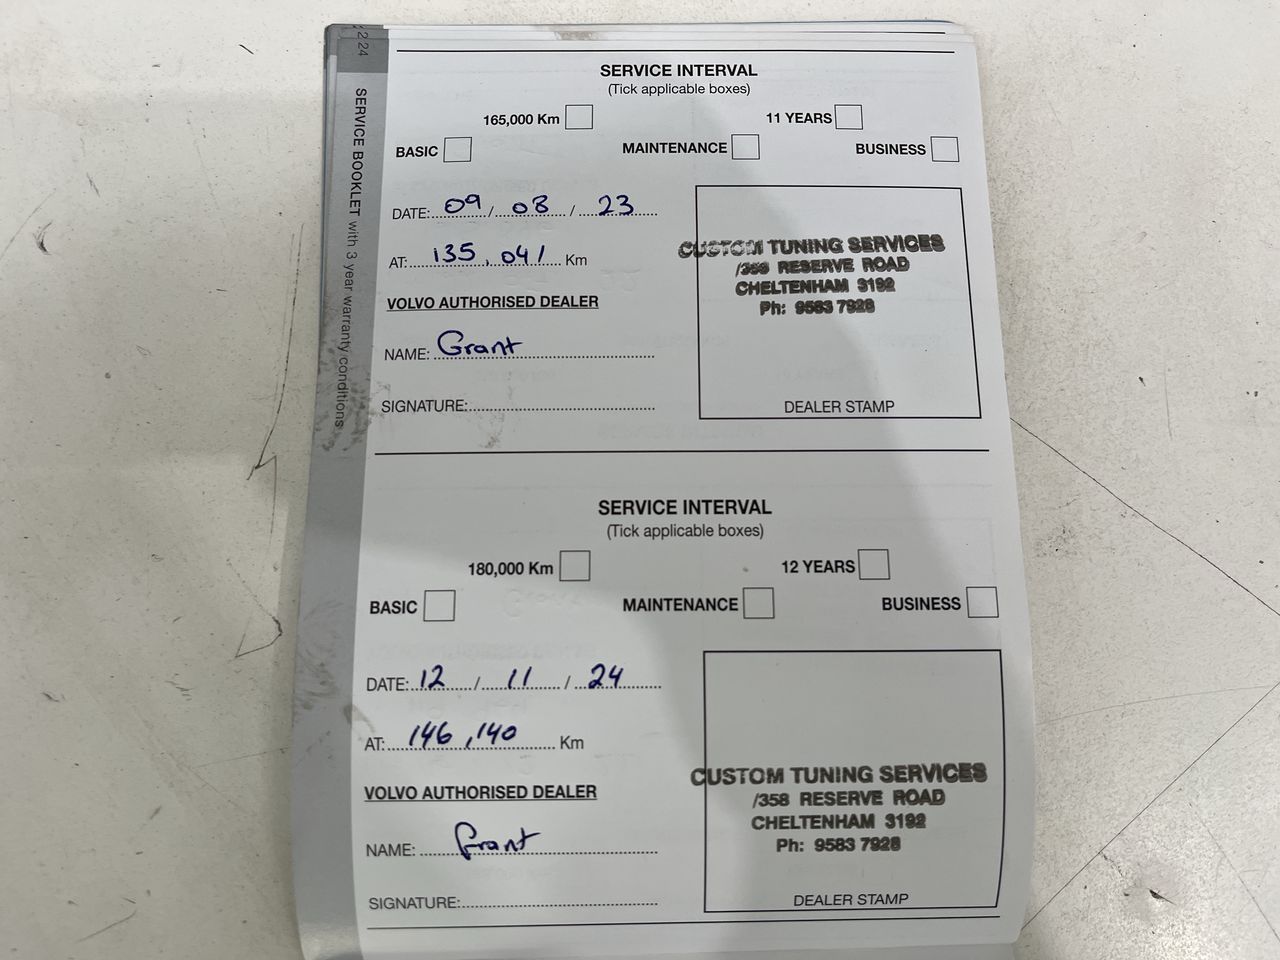 2/24
SERVICE BOOKLET with 3 year warranty conditions
SERVICE INTERVAL
(Tick applicable boxes)
165,000 Km 11 YEARS
BASIC MAINTENANCE BUSINESS
DATE: 09 / 08 / 23
AT: 135,041 Km
VOLVO AUTHORISED DEALER
NAME: Grant
SIGNATURE:
CUSTOM TUNING SERVICES
/358 RESERVE ROAD
CHELTENHAM 3192
Ph: 9583 7928
DEALER STAMP
SERVICE INTERVAL
(Tick applicable boxes)
180,000 Km 12 YEARS
BASIC MAINTENANCE BUSINESS
DATE: 12 / 11 / 24
AT: 146,140 Km
VOLVO AUTHORISED DEALER
NAME: Grant
SIGNATURE:
CUSTOM TUNING SERVICES
/358 RESERVE ROAD
CHELTENHAM 3192
Ph: 9583 7928
DEALER STAMP